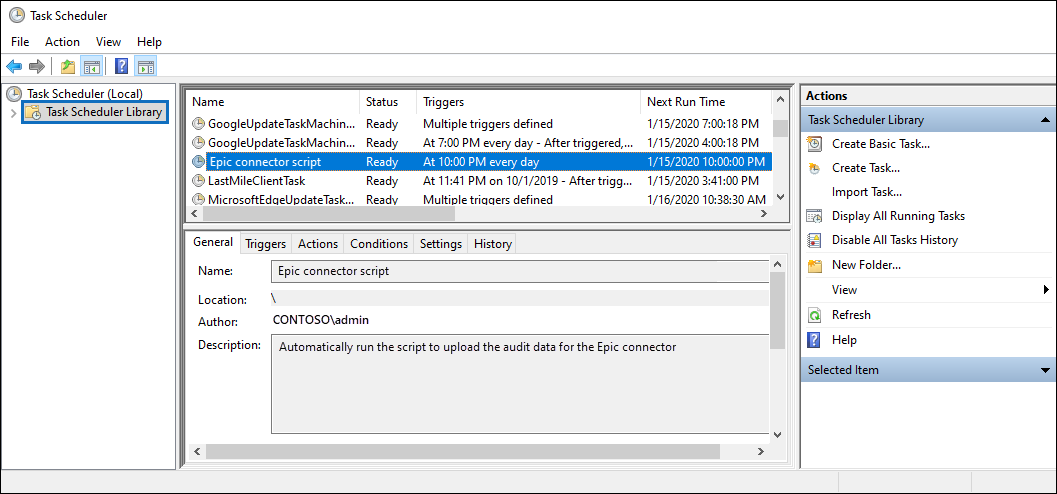 Task Scheduler
File Action View Help
Task Scheduler (Local)
Task Scheduler Library
Name Status Triggers Next Run Time
GoogleUpdateTaskMachin... Ready Multiple triggers defined 1/15/2020 7:00:18 PM
GoogleUpdateTaskMachin... Ready At 7:00 PM every day - After triggered,... 1/15/2020 4:00:18 PM
Epic connector script Ready At 10:00 PM every day 1/15/2020 10:00:00 PM
LastMileClientTask Ready At 11:41 PM on 10/1/2019 - After trigg... 1/15/2020 3:41:00 PM
MicrosoftEdgeUpdateTask... Ready Multiple triggers defined 1/16/2020 10:38:30 AM
General Triggers Actions Conditions Settings History
Name: Epic connector script
Location: \
Author: CONTOSO\admin
Description: Automatically run the script to upload the audit data for the Epic connector
Actions
Task Scheduler Library
Create Basic Task...
Create Task...
Import Task...
Display All Running Tasks
Disable All Tasks History
New Folder...
View
Refresh
Help
Selected Item